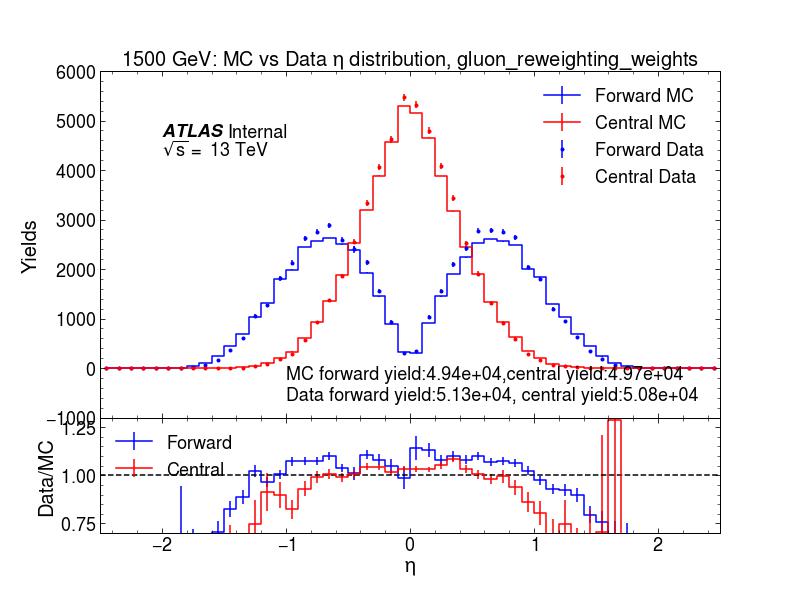 1500 GeV: MC vs Data η distribution, gluon_reweighting_weights
6000
5000
4000
3000
2000
1000
0
−1000
Yields
ATLAS Internal
√s = 13 TeV
Forward MC
Central MC
Forward Data
Central Data
MC forward yield:4.94e+04,central yield:4.97e+04
Data forward yield:5.13e+04, central yield:5.08e+04
1.25
1.00
0.75
Data/MC
Forward
Central
−2 −1 0 1 2
η